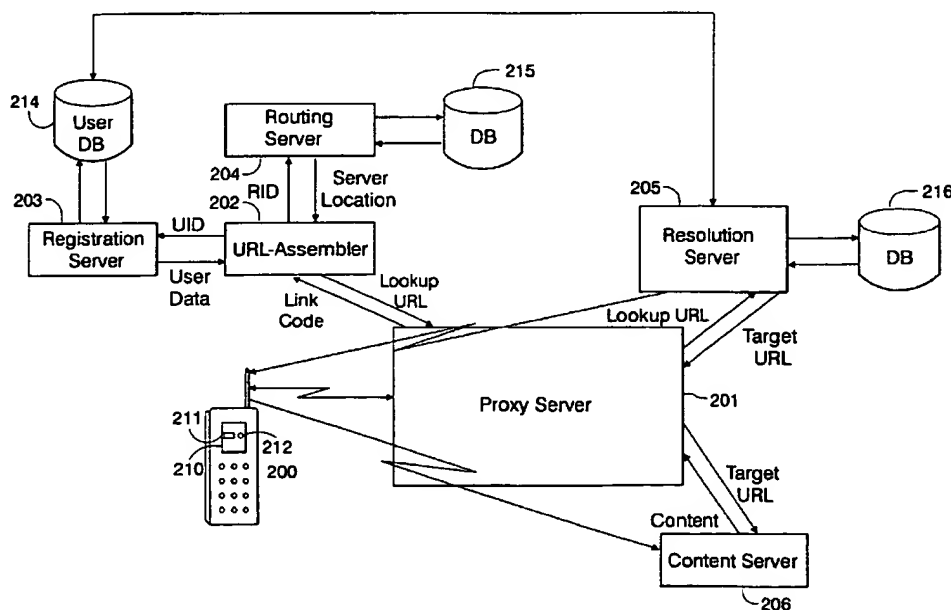 215
214
User
DB
Routing
Server
DB
204
203
RID
Server
Location
202
205
216
UID
Registration
Server
URL-Assembler
Resolution
Server
DB
User
Data
Link
Code
Lookup
URL
Lookup URL
Target
URL
Proxy Server
201
211
212
210
200
Target
URL
Content
Content Server
206